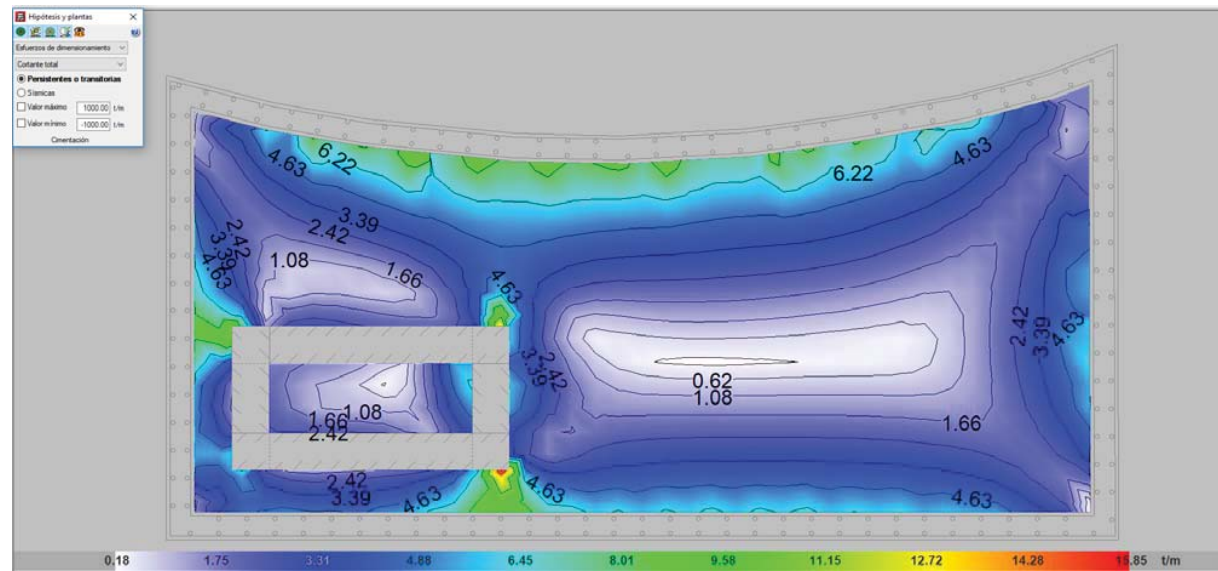 Hipótesis y plantas
Esfuerzos de dimensionamiento
Cortante total
Persistentes o transitorias
Sísmicas
Valor máximo 1000.00 t/m
Valor mínimo -1000.00 t/m
Cimentación
4.63 6.22 6.22 4.63
3.39
2.42
2.42
3.39
4.63
1.08 1.66
4.63
2.42
3.39
4.63
2.42
3.39
0.62
1.08
1.66 1.08
2.42
1.66
2.42
3.39 4.63 4.63 4.63
0.18 1.75 3.31 4.88 6.45 8.01 9.58 11.15 12.72 14.28 15.85 t/m